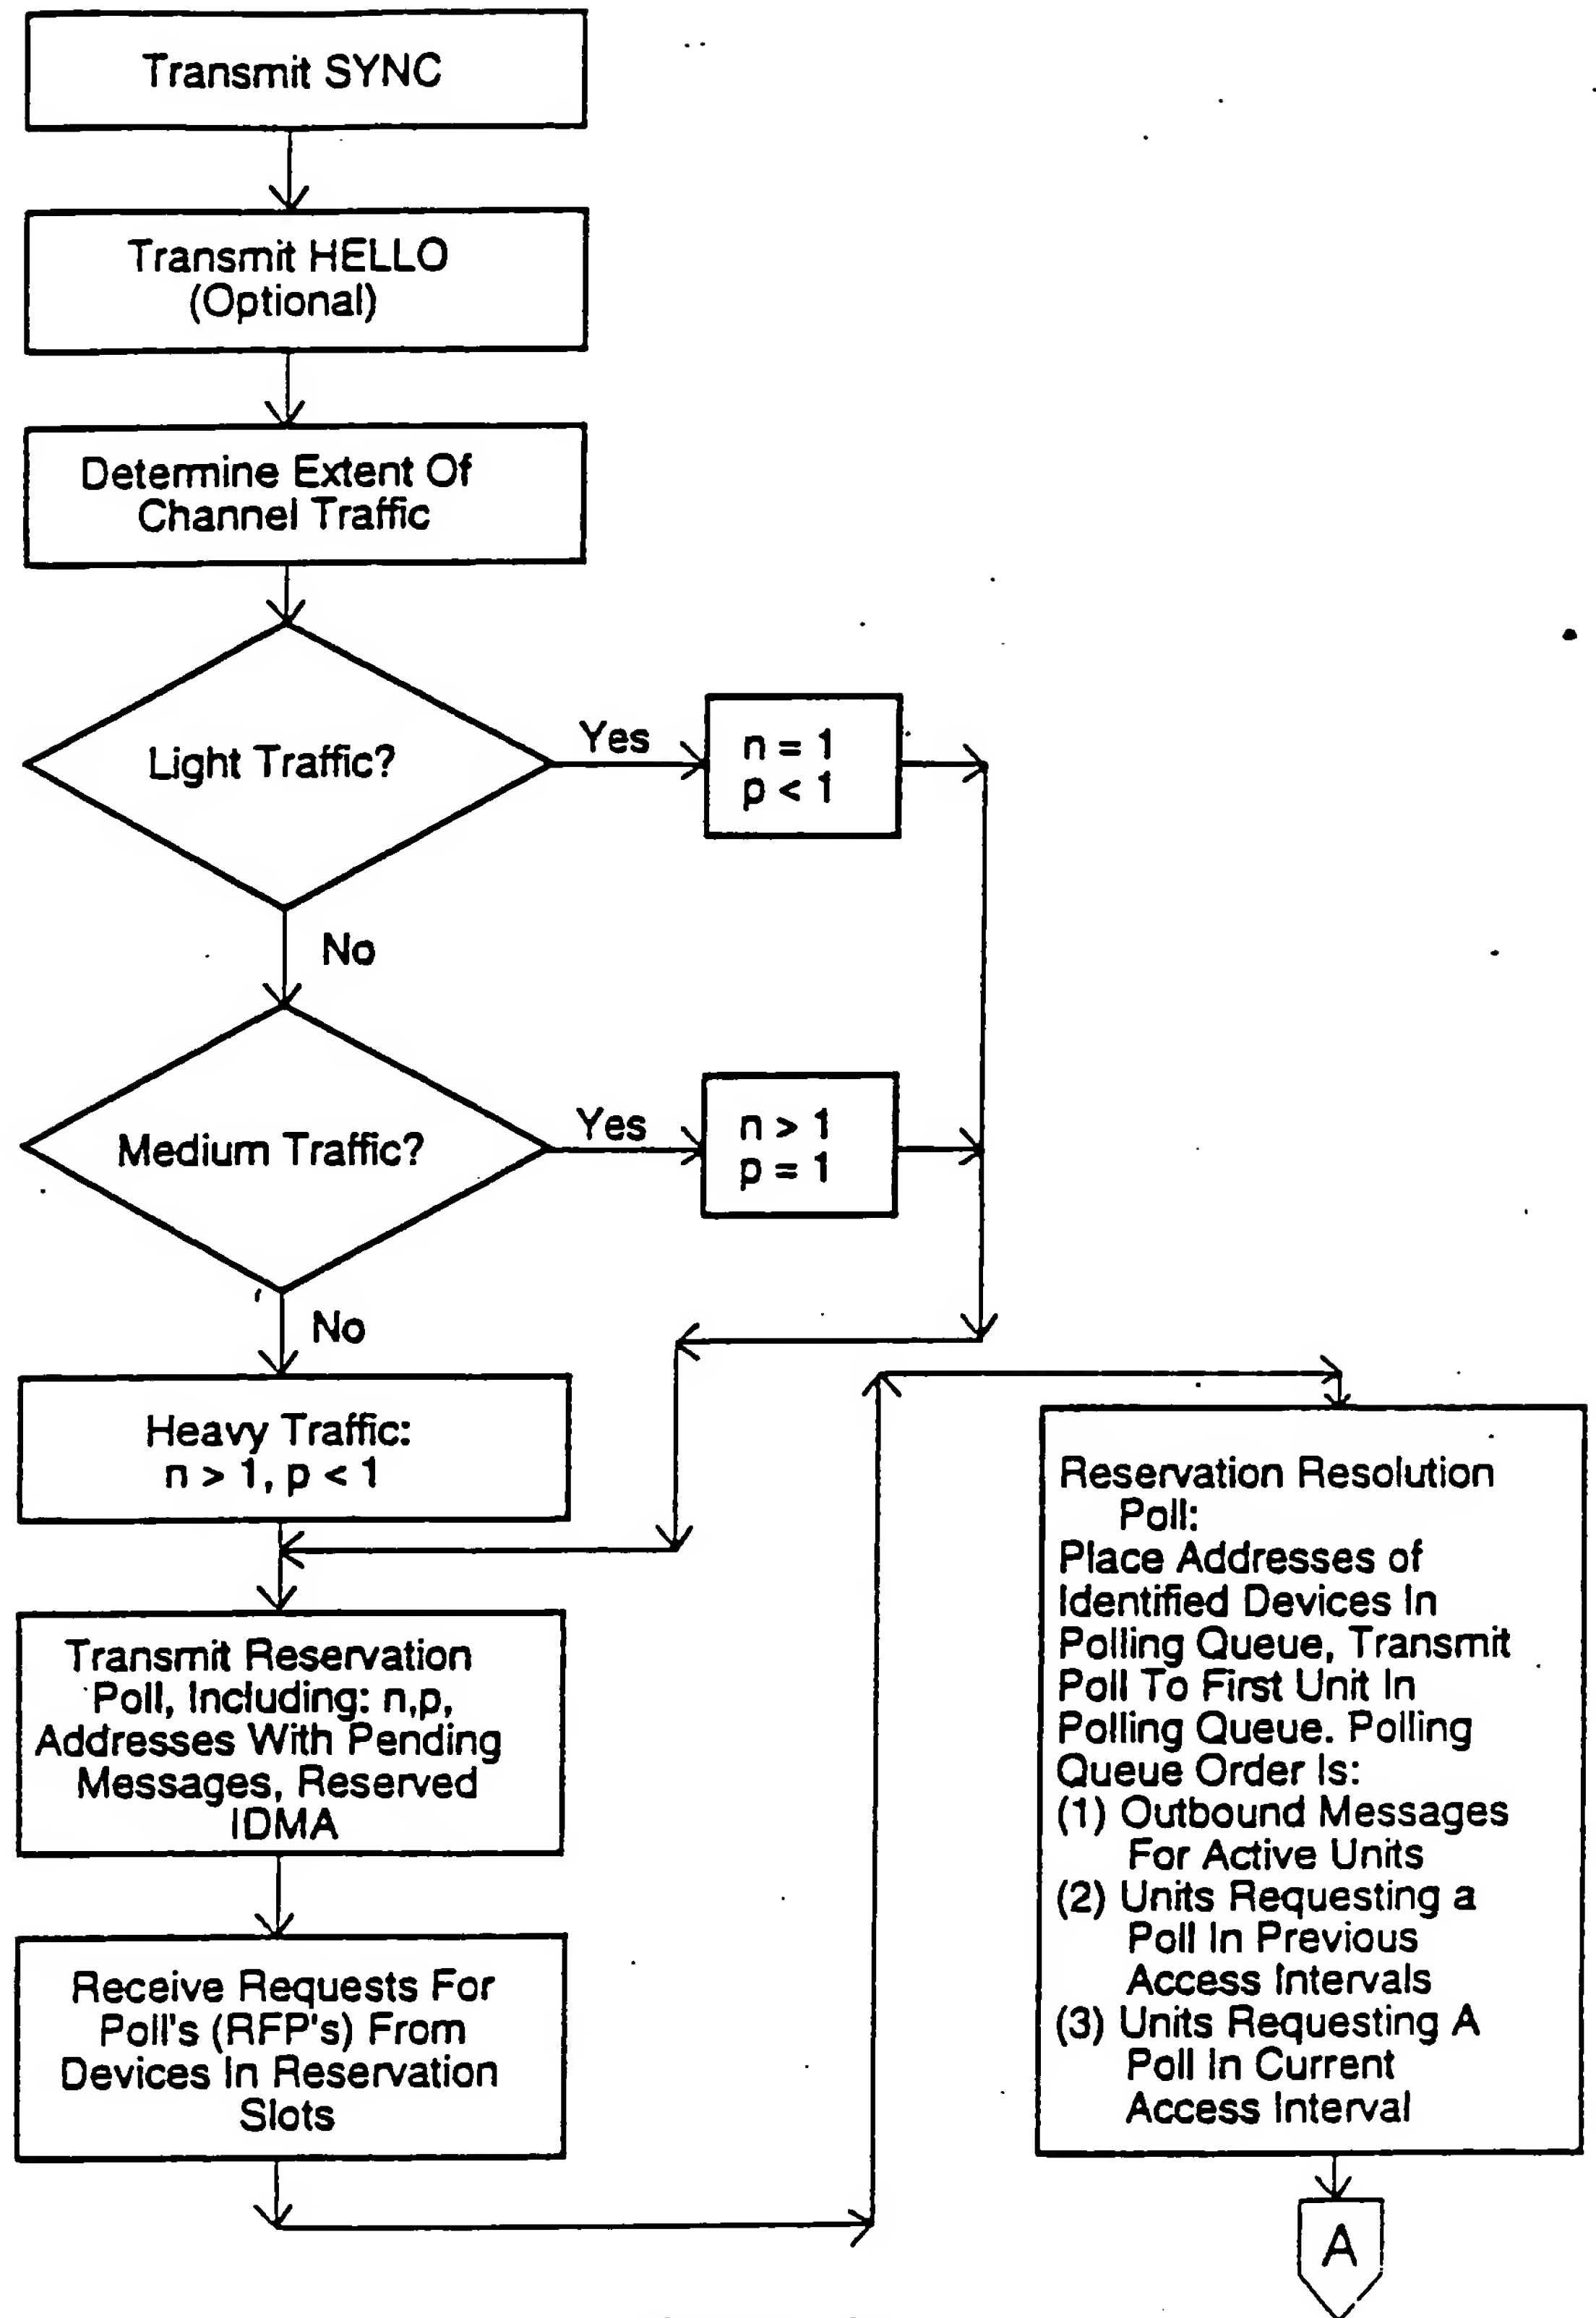 Transmit SYNC
Transmit HELLO
(Optional)
Determine Extent Of
Channel Traffic
Light Traffic?
Yes
n = 1
p < 1
No
Medium Traffic?
Yes
n > 1
p = 1
No
Heavy Traffic:
n > 1, p < 1
Transmit Reservation
Poll, Including: n,p,
Addresses With Pending
Messages, Reserved
IDMA
Receive Requests For
Poll's (RFP's) From
Devices In Reservation
Slots
Reservation Resolution
Poll:
Place Addresses of
Identified Devices In
Polling Queue, Transmit
Poll To First Unit In
Polling Queue. Polling
Queue Order Is:
(1) Outbound Messages
For Active Units
(2) Units Requesting a
Poll In Previous
Access Intervals
(3) Units Requesting A
Poll In Current
Access Interval
A